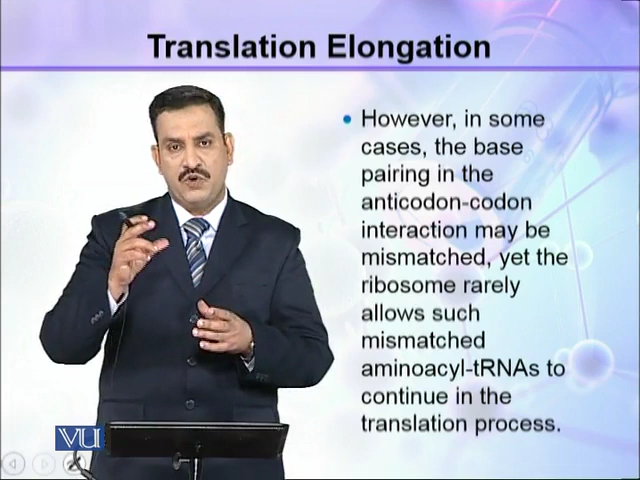 Translation Elongation
However, in some
cases, the base
pairing in the
anticodon-codon
interaction may be
mismatched, yet the
ribosome rarely
allows such
mismatched
aminoacyl-tRNAs to
continue in the
translation process.
VU